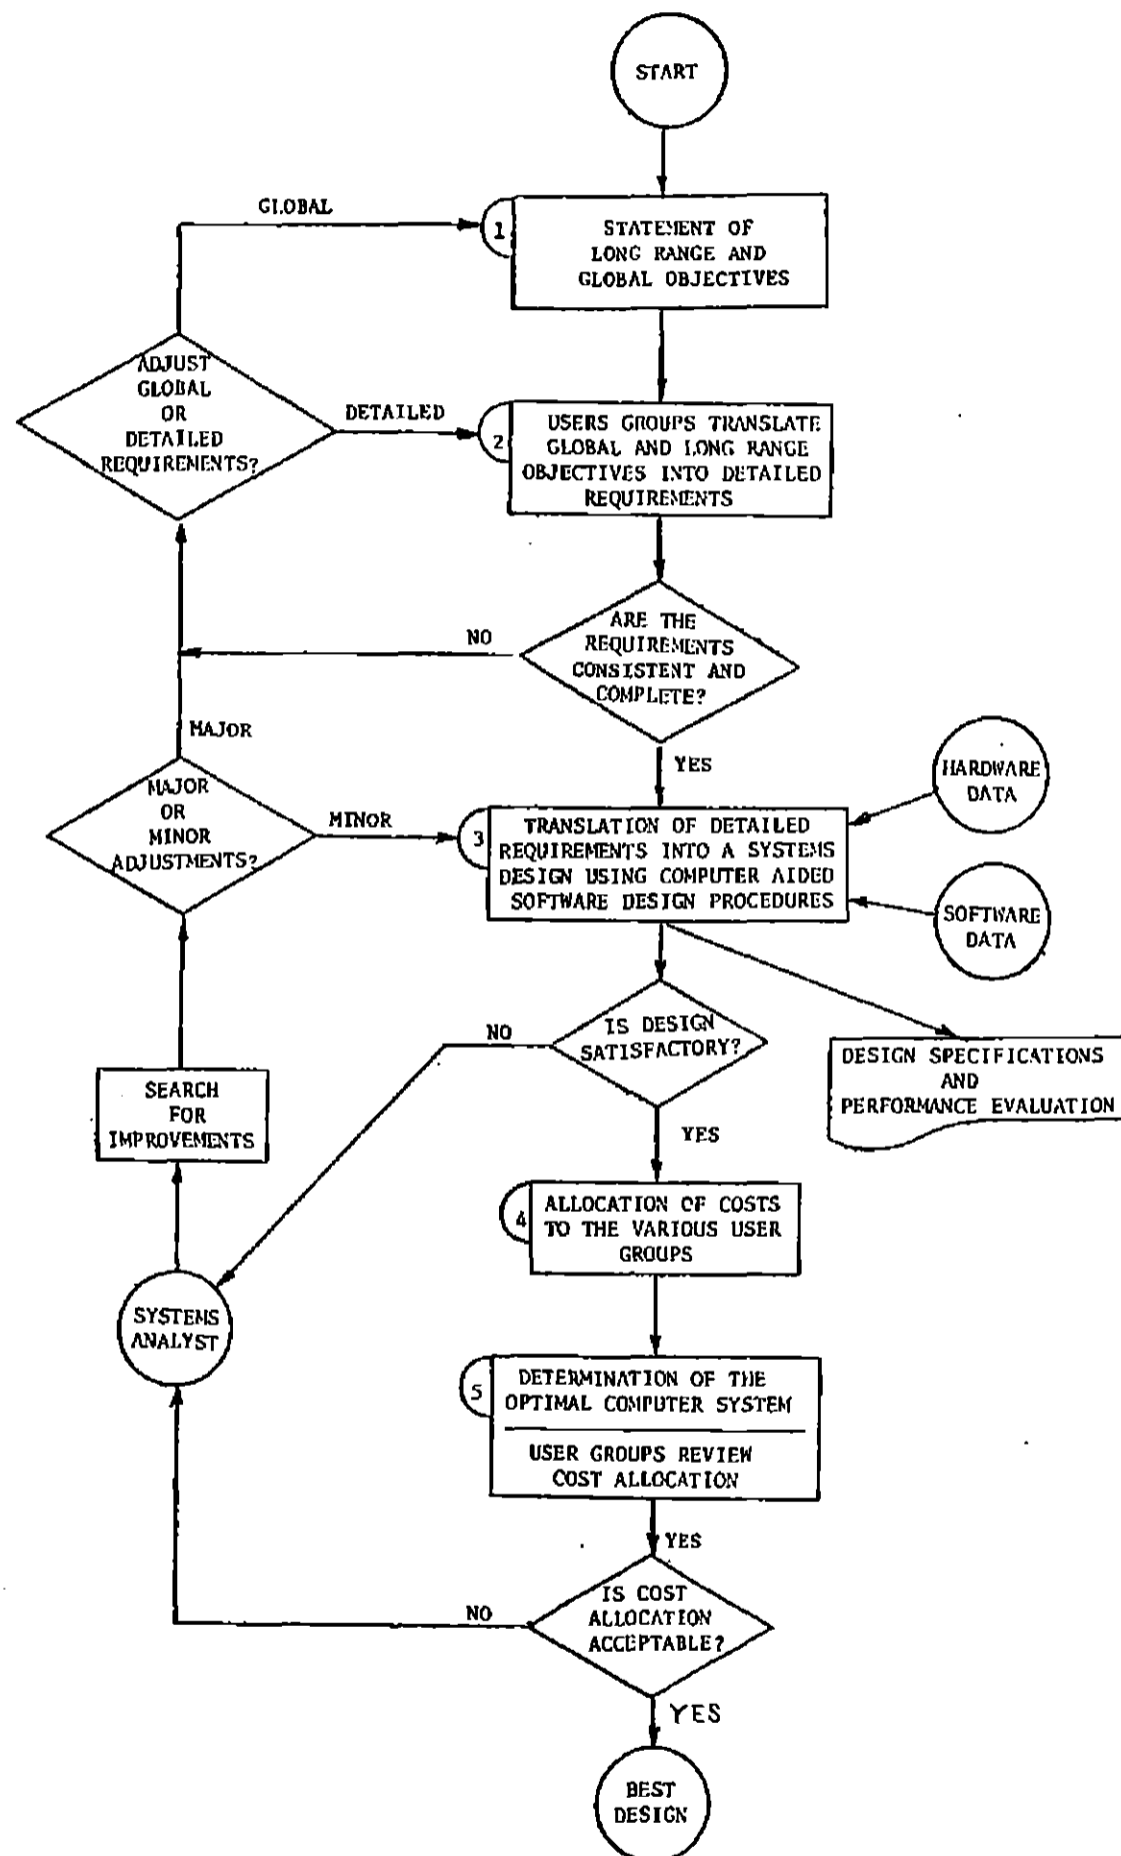 START
GLOBAL
1
STATEMENT OF
LONG RANGE AND
GLOBAL OBJECTIVES
ADJUST
GLOBAL
OR
DETAILED
REQUIREMENTS?
DETAILED
2
USERS GROUPS TRANSLATE
GLOBAL AND LONG RANGE
OBJECTIVES INTO DETAILED
REQUIREMENTS
ARE THE
REQUIREMENTS
CONSISTENT AND
COMPLETE?
NO
MAJOR
YES
HARDWARE
DATA
MAJOR
OR
MINOR
ADJUSTMENTS?
MINOR
3
TRANSLATION OF DETAILED
REQUIREMENTS INTO A SYSTEMS
DESIGN USING COMPUTER AIDED
SOFTWARE DESIGN PROCEDURES
SOFTWARE
DATA
NO
IS DESIGN
SATISFACTORY?
DESIGN SPECIFICATIONS
AND
PERFORMANCE EVALUATION
SEARCH
FOR
IMPROVEMENTS
YES
4
ALLOCATION OF COSTS
TO THE VARIOUS USER
GROUPS
SYSTEMS
ANALYST
5
DETERMINATION OF THE
OPTIMAL COMPUTER SYSTEM
USER GROUPS REVIEW
COST ALLOCATION
YES
NO
IS COST
ALLOCATION
ACCEPTABLE?
YES
BEST
DESIGN